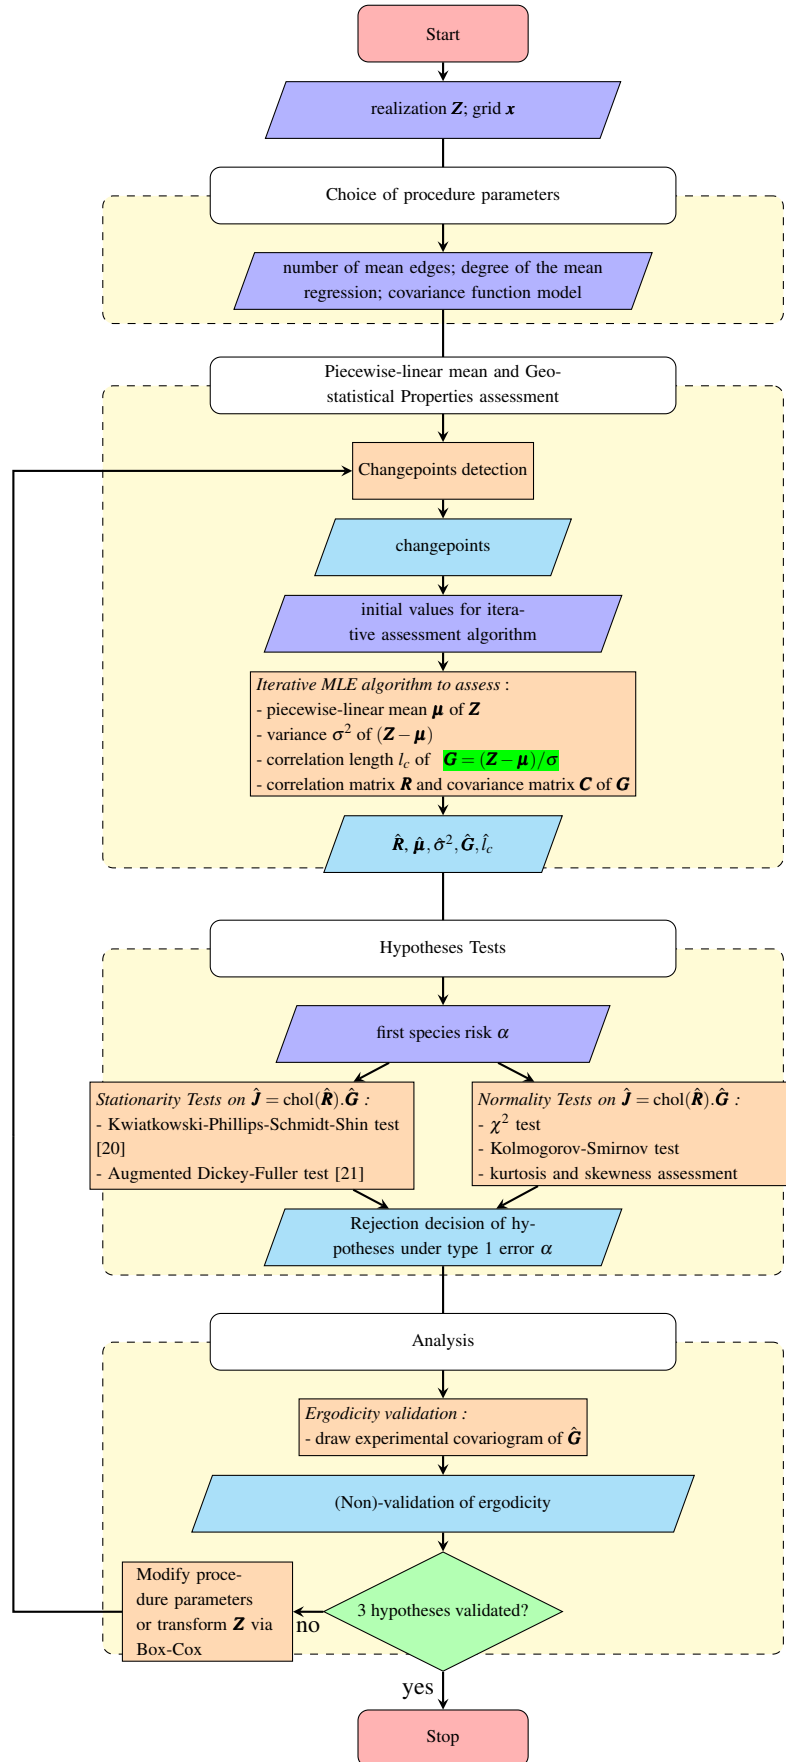 Start
realization Z; grid x
Choice of procedure parameters
number of mean edges; degree of the mean
regression; covariance function model
Piecewise-linear mean and Geo-
statistical Properties assessment
Changepoints detection
changepoints
initial values for itera-
tive assessment algorithm
Iterative MLE algorithm to assess :
- piecewise-linear mean μ of Z
- variance σ² of (Z − μ)
- correlation length l_c of G = (Z − μ)/σ
- correlation matrix R and covariance matrix C of G
R̂, μ̂, σ̂², Ĝ, l̂_c
Hypotheses Tests
first species risk α
Stationarity Tests on Ĵ = chol(R̂).Ĝ :
- Kwiatkowski-Phillips-Schmidt-Shin test
[20]
- Augmented Dickey-Fuller test [21]
Normality Tests on Ĵ = chol(R̂).Ĝ :
- χ² test
- Kolmogorov-Smirnov test
- kurtosis and skewness assessment
Rejection decision of hy-
potheses under type 1 error α
Analysis
Ergodicity validation :
- draw experimental covariogram of Ĝ
(Non)-validation of ergodicity
3 hypotheses validated?
no
Modify proce-
dure parameters
or transform Z via
Box-Cox
yes
Stop